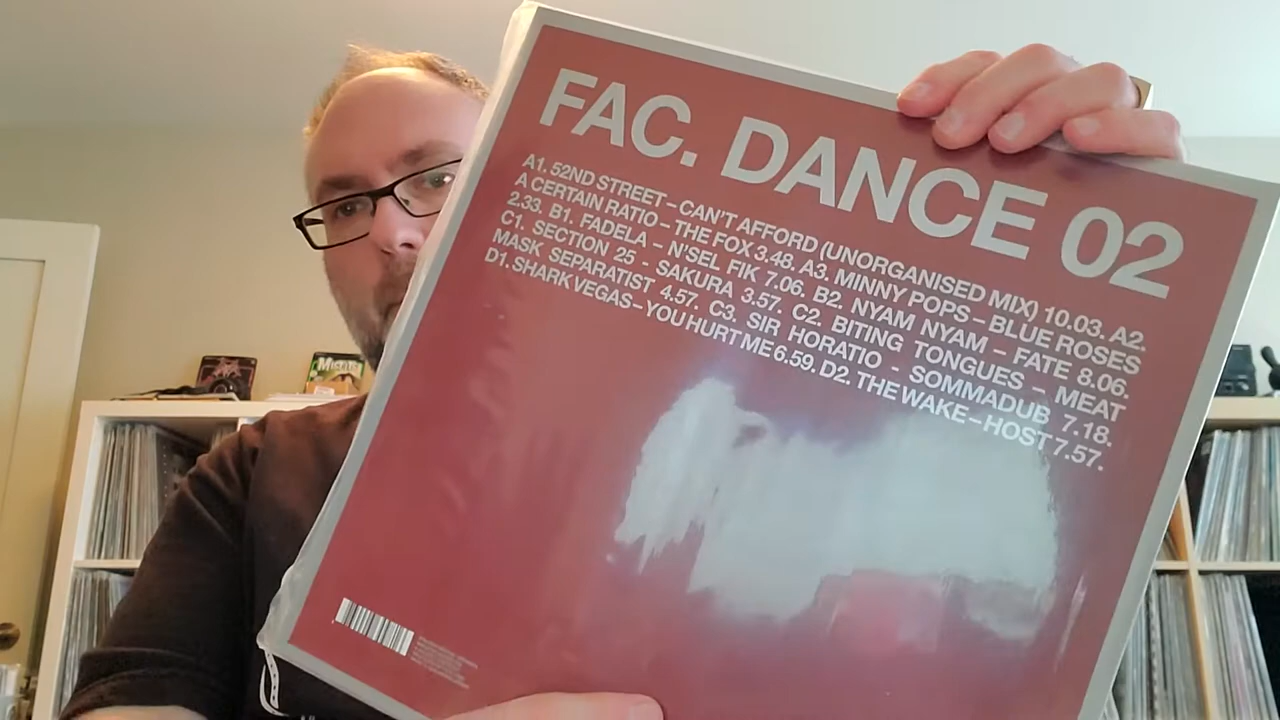 FAC. DANCE 02
A1. 52ND STREET – CAN'T AFFORD (UNORGANISED MIX) 10.03. A2.
A CERTAIN RATIO – THE FOX 3.48. A3. MINNY POPS – BLUE ROSES
2.33. B1. FADELA – N'SEL FIK 7.06. B2. NYAM NYAM – FATE 8.06.
C1. SECTION 25 - SAKURA 3.57. C2. BITING TONGUES – MEAT
MASK SEPARATIST 4.57. C3. SIR HORATIO - SOMMADUB 7.18.
D1. SHARK VEGAS – YOU HURT ME 6.59. D2. THE WAKE – HOST 7.57.
MISFITS